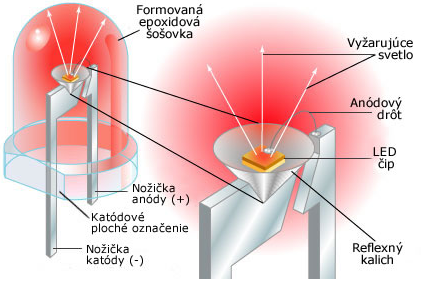 Formovaná
epoxidová
šošovka
Nožička
anódy (+)
Katódové
ploché označenie
Nožička
katódy (-)
Vyžarujúce
svetlo
Anódový
drôt
LED
čip
Reflexný
kalich